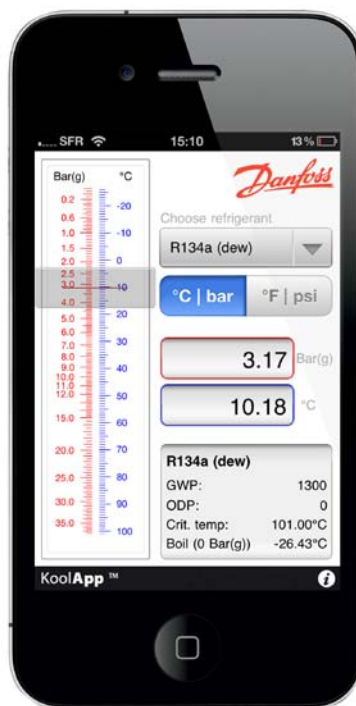 ..... SFR 15:10 13%
Bar(g) °C
Danfoss
Choose refrigerant
R134a (dew)
°C | bar °F | psi
3.17 Bar(g)
10.18 °C
0.2
0.6
1.0
1.5
2.0
2.5
3.0
4.0
5.0
6.0
7.0
8.0
9.0
10.0
11.0
12.0
15.0
20.0
25.0
30.0
35.0
-20
-10
0
10
20
30
40
50
60
70
80
90
100
R134a (dew)
GWP: 1300
ODP: 0
Crit. temp: 101.00°C
Boil (0 Bar(g)) -26.43°C
KoolApp ™ i